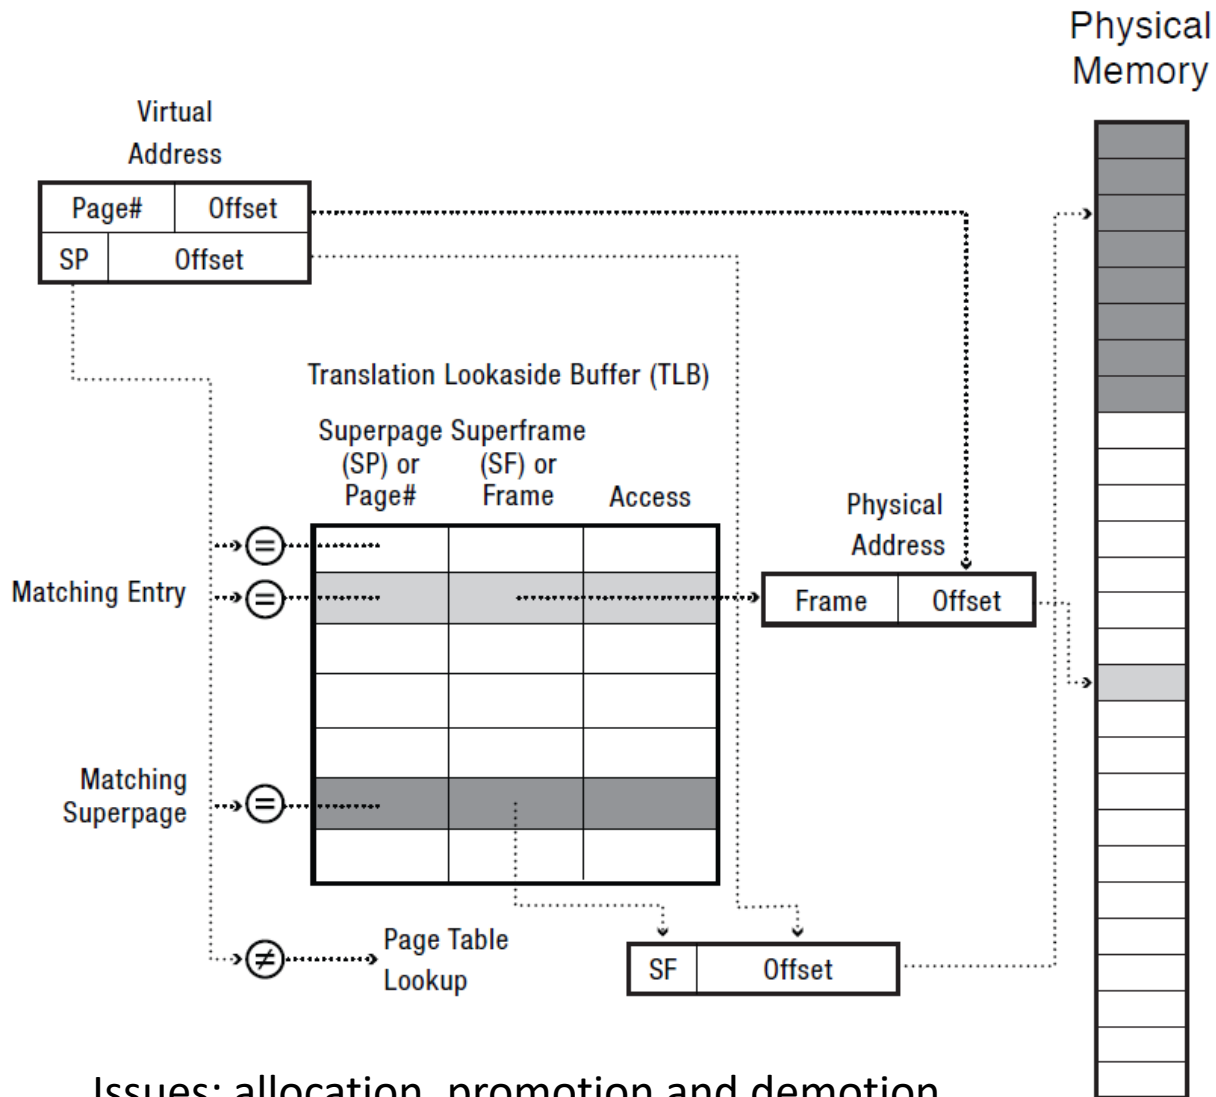 Physical
Memory
Virtual
Address
Page# Offset
SP Offset
Translation Lookaside Buffer (TLB)
Superpage Superframe
(SP) or (SF) or
Page# Frame Access
Physical
Address
=
Matching Entry =
Frame Offset
Matching
Superpage
=
Page Table
Lookup
≠
SF Offset
Issues: allocation, promotion and demotion